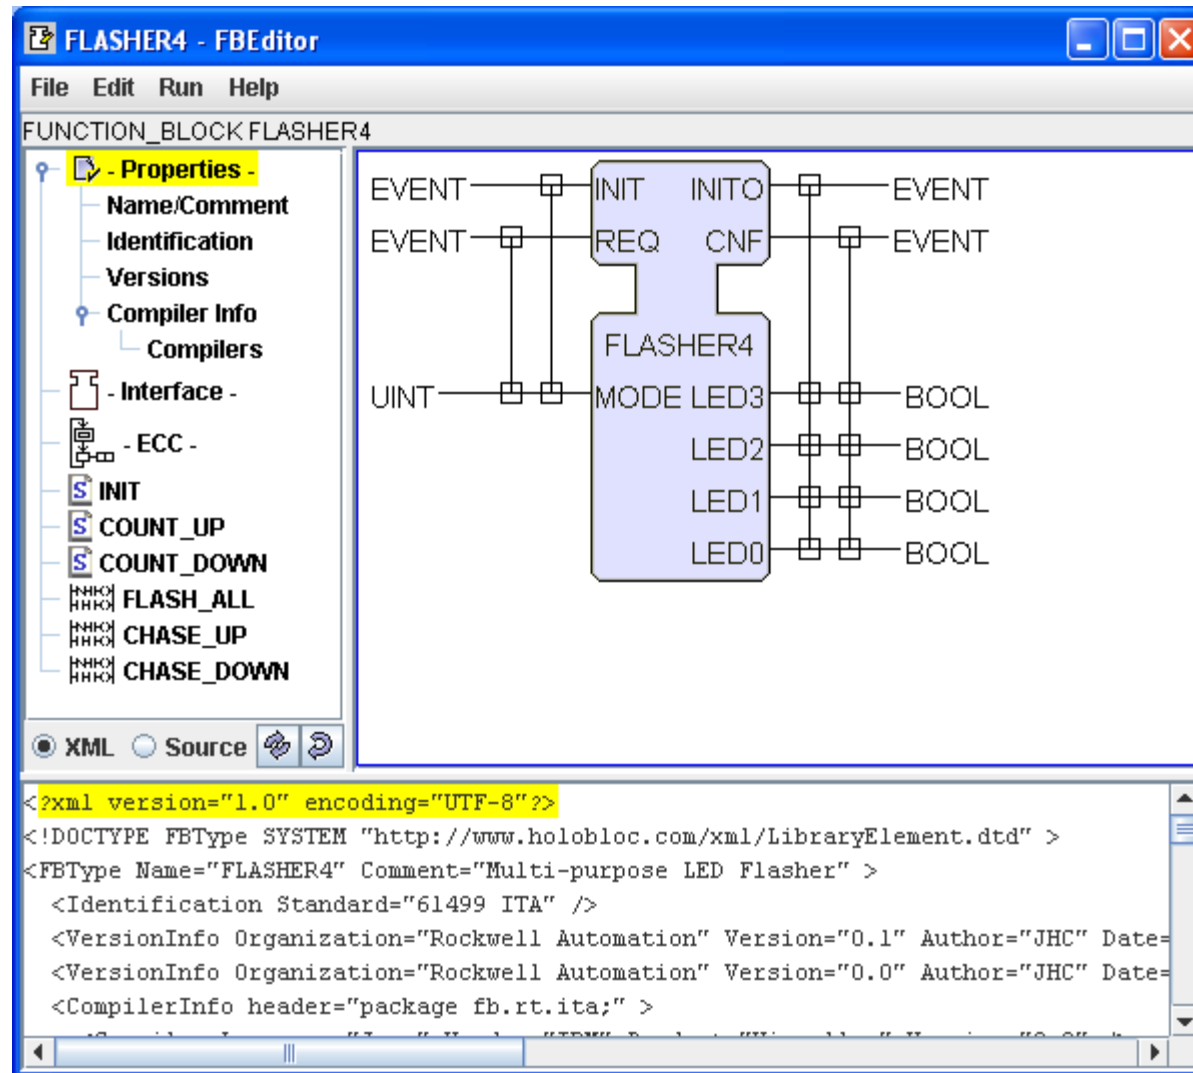 FLASHER4 - FBEditor
File Edit Run Help
FUNCTION_BLOCK FLASHER4
- Properties -
Name/Comment
Identification
Versions
Compiler Info
Compilers
- Interface -
- ECC -
INIT
COUNT_UP
COUNT_DOWN
FLASH_ALL
CHASE_UP
CHASE_DOWN
XML Source
EVENT INIT INITO EVENT
EVENT REQ CNF EVENT
FLASHER4
UINT MODE LED3 BOOL
LED2 BOOL
LED1 BOOL
LED0 BOOL
<?xml version="1.0" encoding="UTF-8"?>
<!DOCTYPE FBType SYSTEM "http://www.holobloc.com/xml/LibraryElement.dtd" >
<FBType Name="FLASHER4" Comment="Multi-purpose LED Flasher" >
<Identification Standard="61499 ITA" />
<VersionInfo Organization="Rockwell Automation" Version="0.1" Author="JHC" Date=
<VersionInfo Organization="Rockwell Automation" Version="0.0" Author="JHC" Date=
<CompilerInfo header="package fb.rt.ita;" >